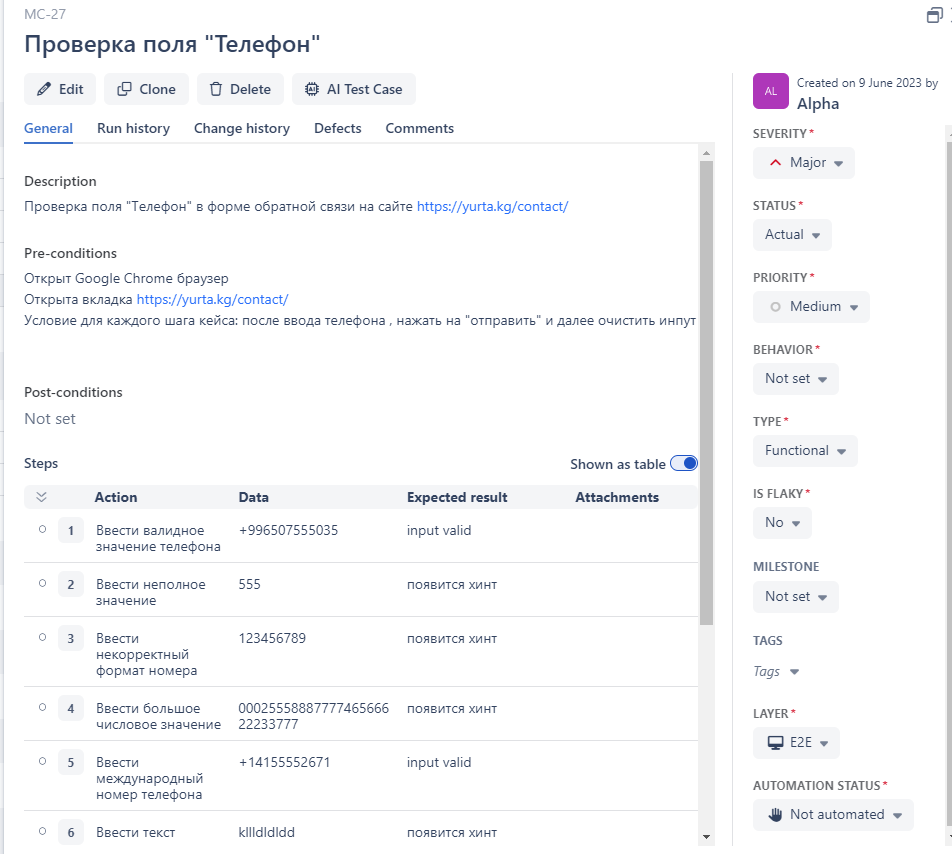 MC-27
Проверка поля "Телефон"
Edit
Clone
Delete
AI Test Case
General
Run history
Change history
Defects
Comments
Description
Проверка поля "Телефон" в форме обратной связи на сайте https://yurta.kg/contact/
Pre-conditions
Открыт Google Chrome браузер
Открыта вкладка https://yurta.kg/contact/
Условие для каждого шага кейса: после ввода телефона , нажать на "отправить" и далее очистить инпут
Post-conditions
Not set
Steps
Shown as table
Action Data Expected result Attachments
1 Ввести валидное +996507555035 input valid
значение телефона
2 Ввести неполное 555 появится хинт
значение
3 Ввести 123456789 появится хинт
некорректный
формат номера
4 Ввести большое 00025558887777465666 появится хинт
числовое значение 22233777
5 Ввести +14155552671 input valid
международный
номер телефона
6 Ввести текст kllldldldd появится хинт
AL
Created on 9 June 2023 by
Alpha
SEVERITY*
Major
STATUS*
Actual
PRIORITY*
Medium
BEHAVIOR*
Not set
TYPE*
Functional
IS FLAKY*
No
MILESTONE
Not set
TAGS
Tags
LAYER*
E2E
AUTOMATION STATUS*
Not automated